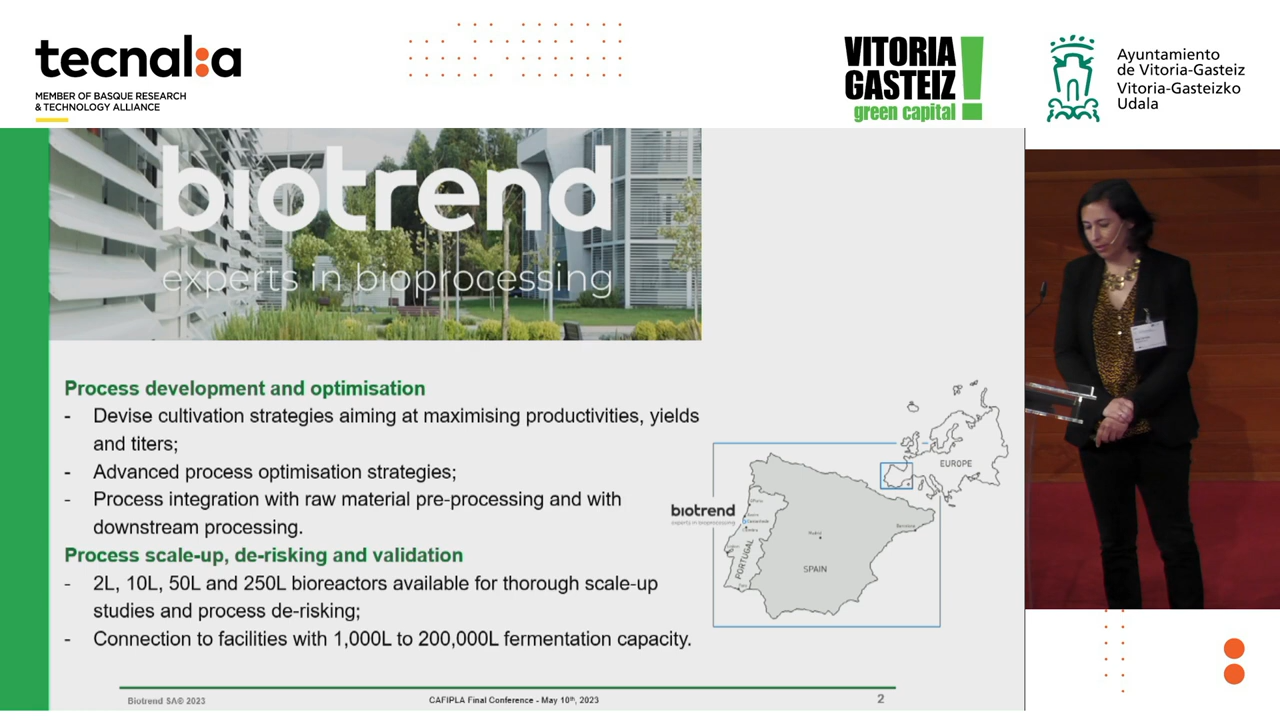 tecnal:a
MEMBER OF BASQUE RESEARCH
& TECHNOLOGY ALLIANCE
VITORIA
GASTEIZ
green capital
Ayuntamiento
de Vitoria-Gasteiz
Vitoria-Gasteizko
Udala
biotrend
experts in bioprocessing
Process development and optimisation
- Devise cultivation strategies aiming at maximising productivities, yields
and titers;
- Advanced process optimisation strategies;
- Process integration with raw material pre-processing and with
downstream processing.
Process scale-up, de-risking and validation
- 2L, 10L, 50L and 250L bioreactors available for thorough scale-up
studies and process de-risking;
- Connection to facilities with 1,000L to 200,000L fermentation capacity.
EUROPE
biotrend
experts in bioprocessing
PORTUGAL
SPAIN
Madrid
Barcelona
Biotrend SA© 2023
CAFIPLA Final Conference - May 10th, 2023
2